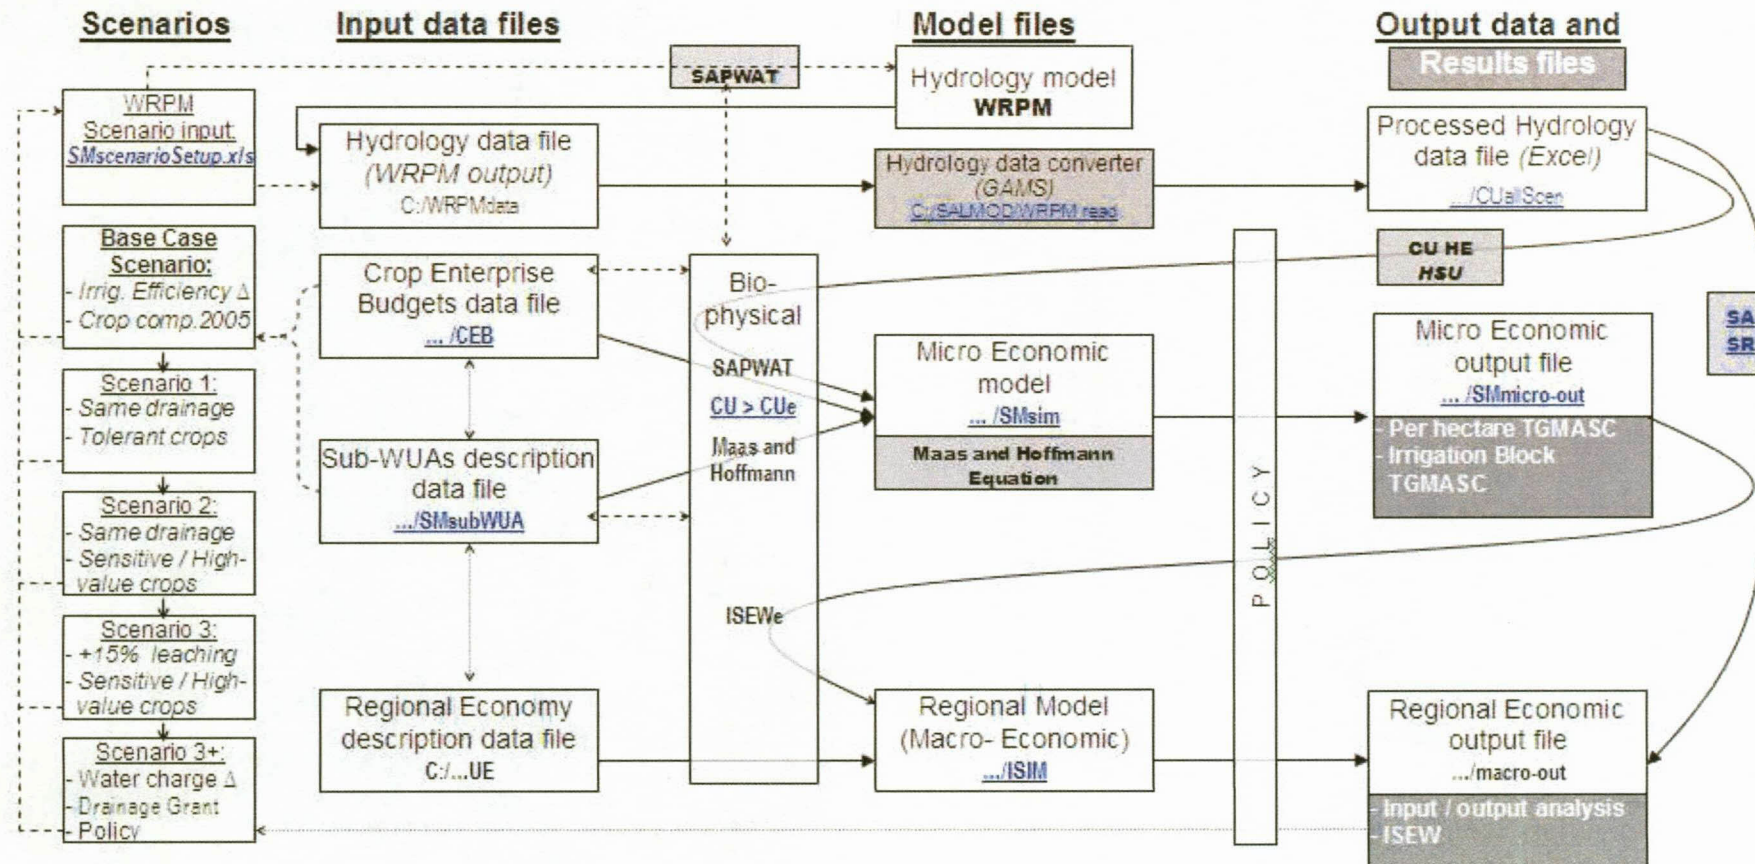 Scenarios
Input data files
Model files
Output data and
Results files
WRPM
Scenario input:
SMscenarioSetup.xls
Base Case
Scenario:
- Irrig. Efficiency Δ
- Crop comp.2005
Scenario 1:
- Same drainage
- Tolerant crops
Scenario 2:
- Same drainage
- Sensitive / High-
value crops
Scenario 3:
- +15% leaching
- Sensitive / High-
value crops
Scenario 3+:
- Water charge Δ
- Drainage Grant
- Policy
Hydrology data file
(WRPM output)
C:/WRPMdata
Crop Enterprise
Budgets data file
... /CEB
Sub-WUAs description
data file
.../SMsubWUA
Regional Economy
description data file
C:/...UE
SAPWAT
Bio-
physical
SAPWAT
CU > CUe
Maas and
Hoffmann
ISEWe
Hydrology model
WRPM
Hydrology data converter
(GAMS)
C:/SALMOD/WRPM read
Micro Economic
model
... /SMsim
Maas and Hoffmann
Equation
Regional Model
(Macro- Economic)
.../ISIM
POLICY
Processed Hydrology
data file (Excel)
.../CUallScen
CU HE
HSU
Micro Economic
output file
... /SMmicro-out
- Per hectare TGMASC
- Irrigation Block
TGMASC
SA
SR
Regional Economic
output file
.../macro-out
- Input / output analysis
- ISEW